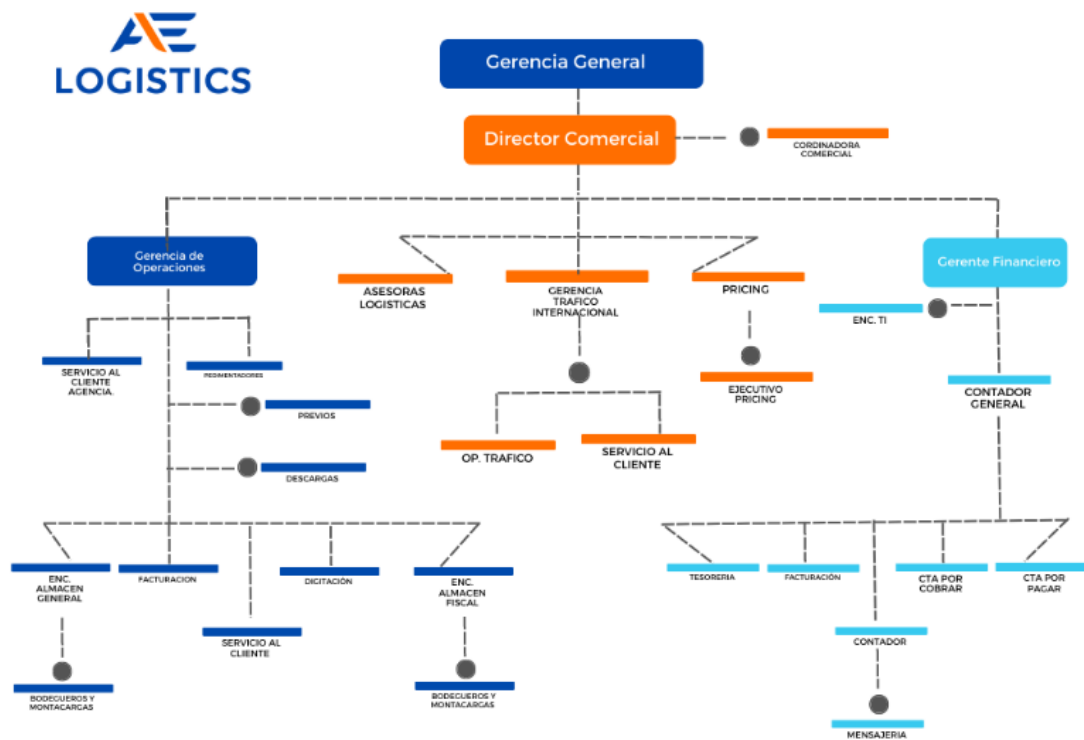 AE
LOGISTICS
Gerencia General
Director Comercial
CORDINADORA
COMERCIAL
Gerencia de
Operaciones
Gerente Financiero
ASESORAS
LOGISTICAS
GERENCIA
TRAFICO
INTERNACIONAL
PRICING
ENC. TI
SERVICIO AL
CLIENTE
AGENCIA.
PEDIMENTADORES
EJECUTIVO
PRICING
CONTADOR
GENERAL
PREVIOS
OP. TRAFICO
SERVICIO AL
CLIENTE
DESCARGAS
ENC.
ALMACEN
GENERAL
FACTURACION
DIGITACIÓN
ENC.
ALMACEN
FISCAL
TESORERIA
FACTURACIÓN
CTA POR
COBRAR
CTA POR
PAGAR
SERVICIO AL
CLIENTE
CONTADOR
BODEGUEROS Y
MONTACARGAS
BODEGUEROS Y
MONTACARGAS
MENSAJERIA